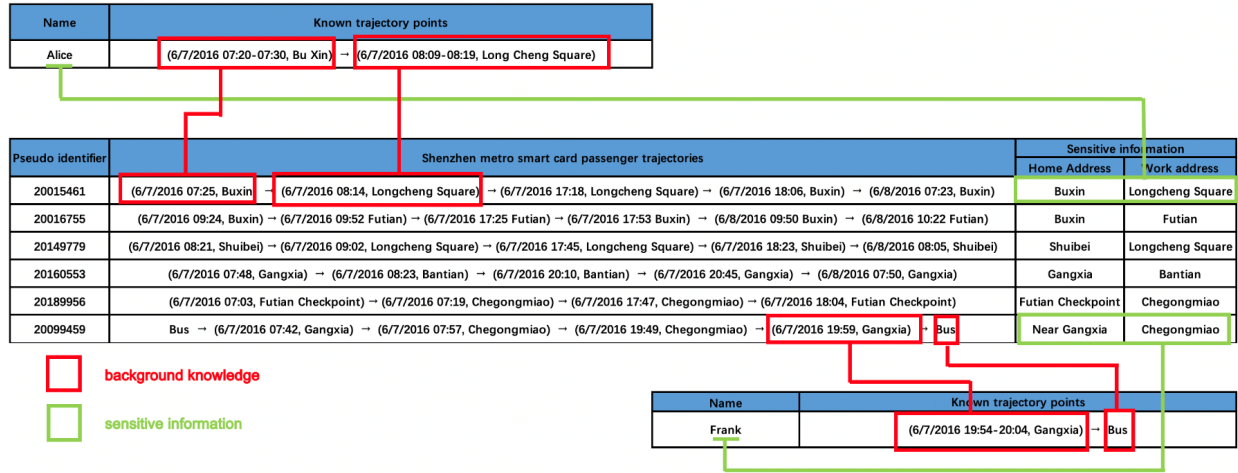 Name Known trajectory points
Alice (6/7/2016 07:20-07:30, Bu Xin) → (6/7/2016 08:09-08:19, Long Cheng Square)
Pseudo identifier Shenzhen metro smart card passenger trajectories Sensitive information
Home Address Work address
20015461 (6/7/2016 07:25, Buxin → (6/7/2016 08:14, Longcheng Square) → (6/7/2016 17:18, Longcheng Square) → (6/7/2016 18:06, Buxin) → (6/8/2016 07:23, Buxin) Buxin Longcheng Square
20016755 (6/7/2016 09:24, Buxin) → (6/7/2016 09:52 Futian) → (6/7/2016 17:25 Futian) → (6/7/2016 17:53 Buxin) → (6/8/2016 09:50 Buxin) → (6/8/2016 10:22 Futian) Buxin Futian
20149779 (6/7/2016 08:21, Shuibei) → (6/7/2016 09:02, Longcheng Square) → (6/7/2016 17:45, Longcheng Square) → (6/7/2016 18:23, Shuibei) → (6/8/2016 08:05, Shuibei) Shuibei Longcheng Square
20160553 (6/7/2016 07:48, Gangxia) → (6/7/2016 08:23, Bantian) → (6/7/2016 20:10, Bantian) → (6/7/2016 20:45, Gangxia) → (6/8/2016 07:50, Gangxia) Gangxia Bantian
20189956 (6/7/2016 07:03, Futian Checkpoint) → (6/7/2016 07:19, Chegongmiao) → (6/7/2016 17:47, Chegongmiao) → (6/7/2016 18:04, Futian Checkpoint) Futian Checkpoint Chegongmiao
20099459 Bus → (6/7/2016 07:42, Gangxia) → (6/7/2016 07:57, Chegongmiao) → (6/7/2016 19:49, Chegongmiao) → (6/7/2016 19:59, Gangxia) → Bus Near Gangxia Chegongmiao
background knowledge
sensitive information
Name Known trajectory points
Frank (6/7/2016 19:54-20:04, Gangxia) → Bus